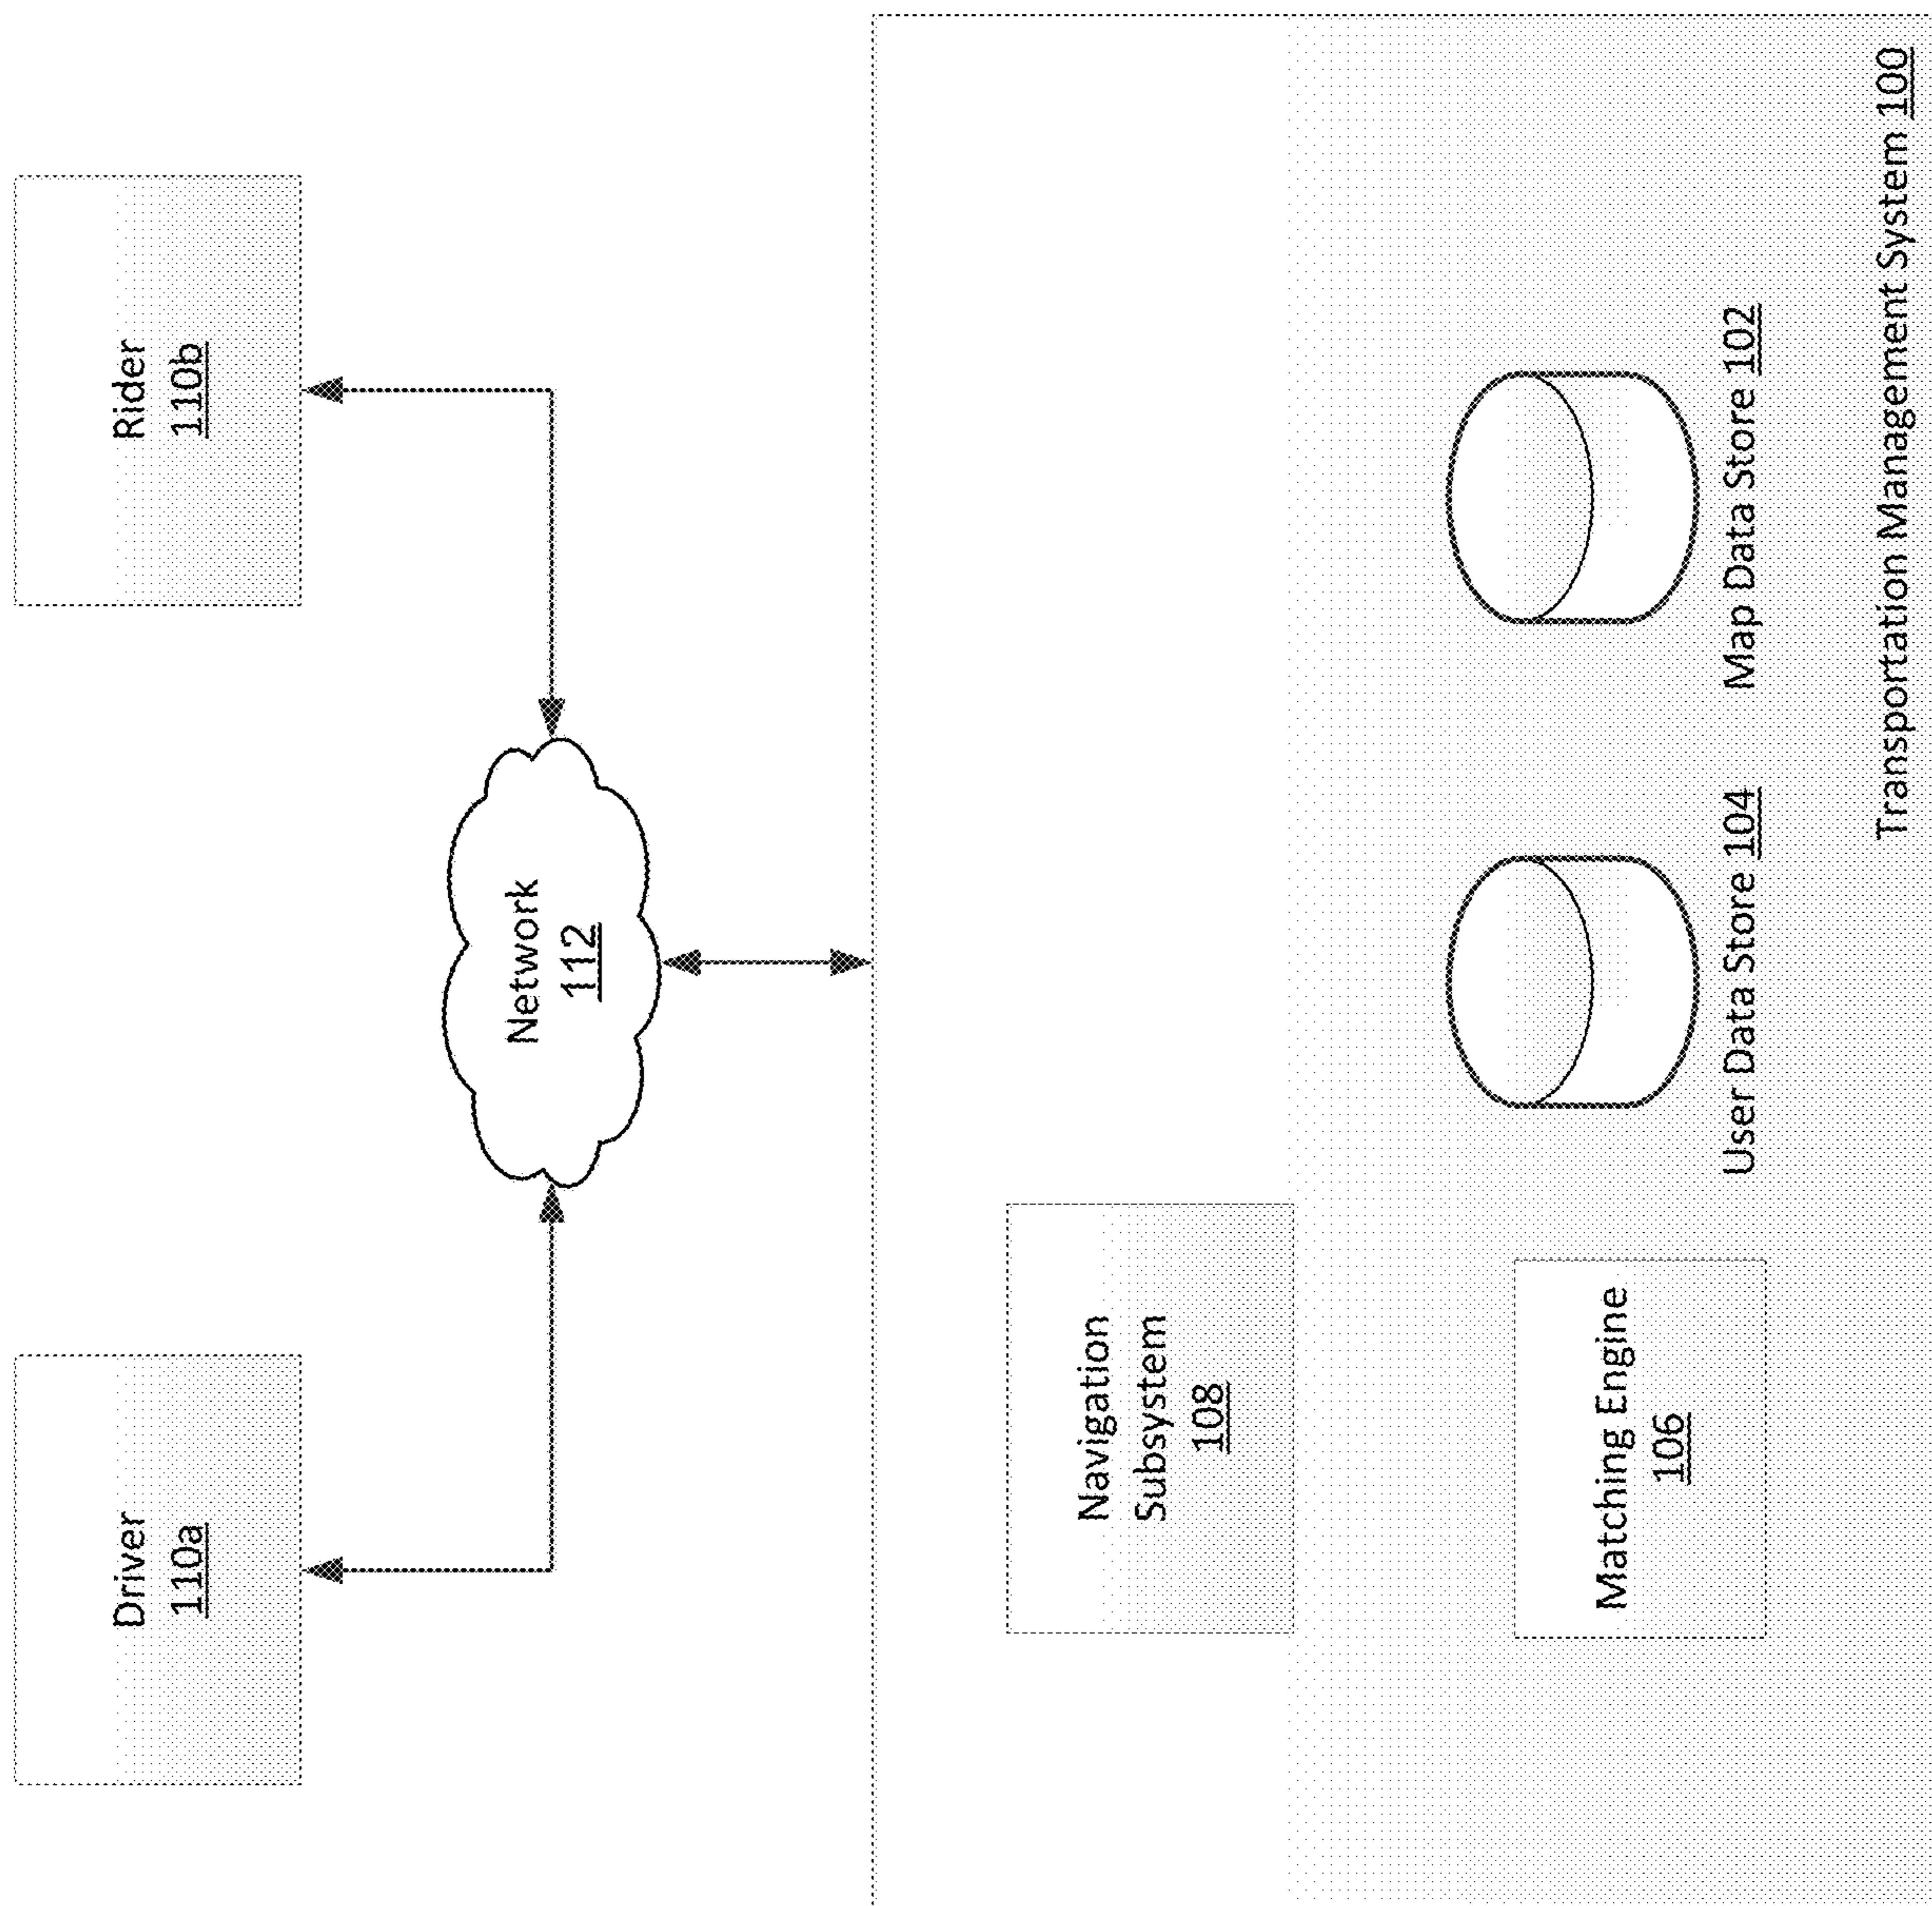 Driver
110a
Rider
110b
Network
112
Navigation
Subsystem
108
Matching Engine
106
User Data Store 104
Map Data Store 102
Transportation Management System 100